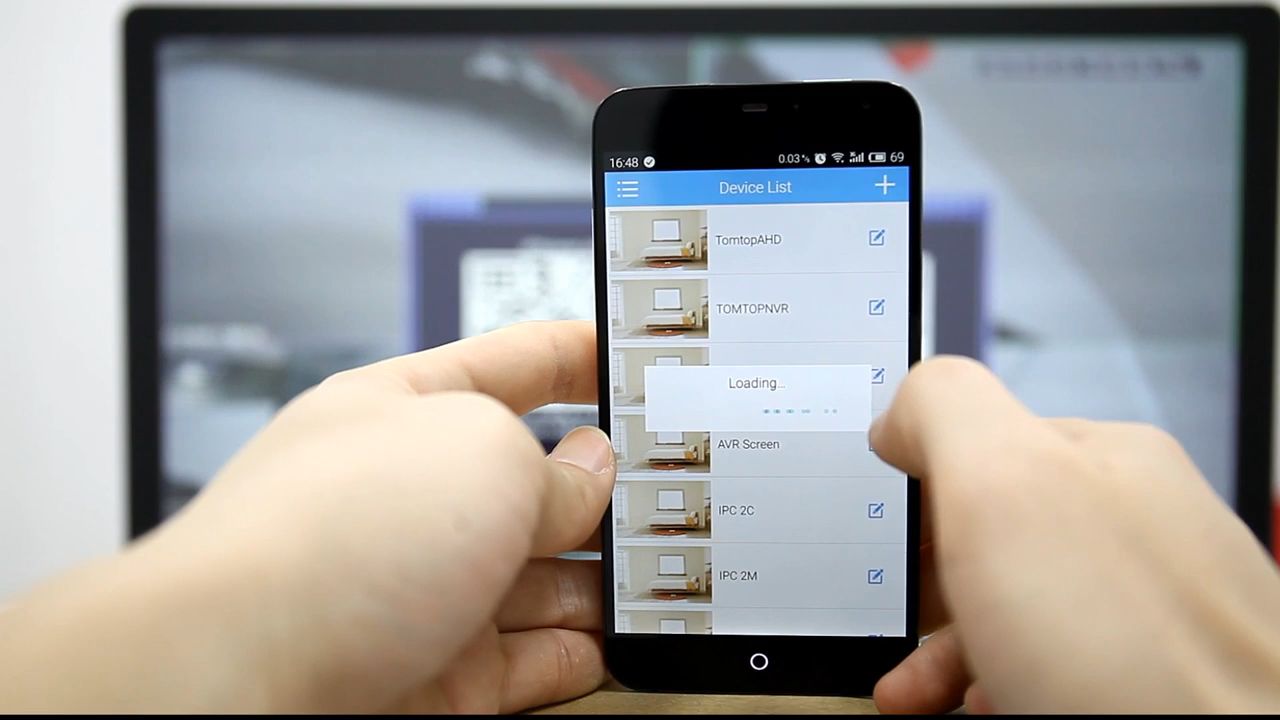 16:48 0.03 69
Device List
TomtopAHD
TOMTOPNVR
Loading...
AVR Screen
IPC 2C
IPC 2M